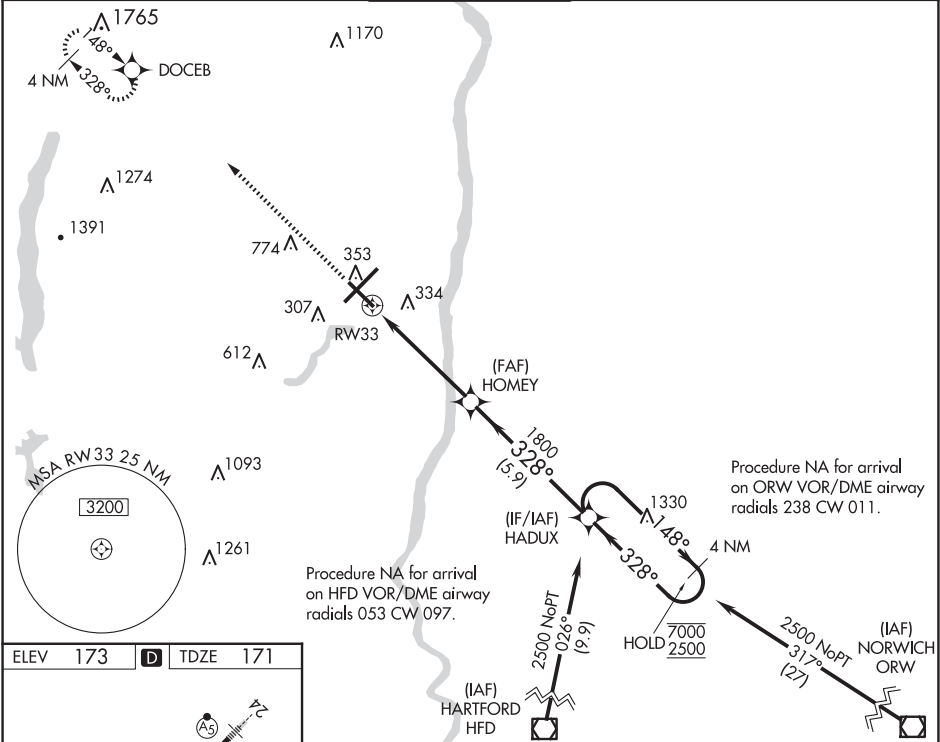 1765
1170
148°
DOCEB
4 NM
328°
1274
1391
774
353
334
307
RW33
612
(FAF)
HOMEY
1800
328°
(5.9)
MSA RW33 25 NM
1093
3200
Procedure NA for arrival
on ORW VOR/DME airway
radials 238 CW 011.
1330
(IF/IAF)
HADUX
148°
4 NM
328°
1261
Procedure NA for arrival
on HFD VOR/DME airway
radials 053 CW 097.
HOLD 7000
2500
2500 NoPT
026°
(9.9)
2500 NoPT
317°
(27)
(IAF)
NORWICH
ORW
ELEV 173 D TDZE 171
(IAF)
HARTFORD
HFD
A5
24